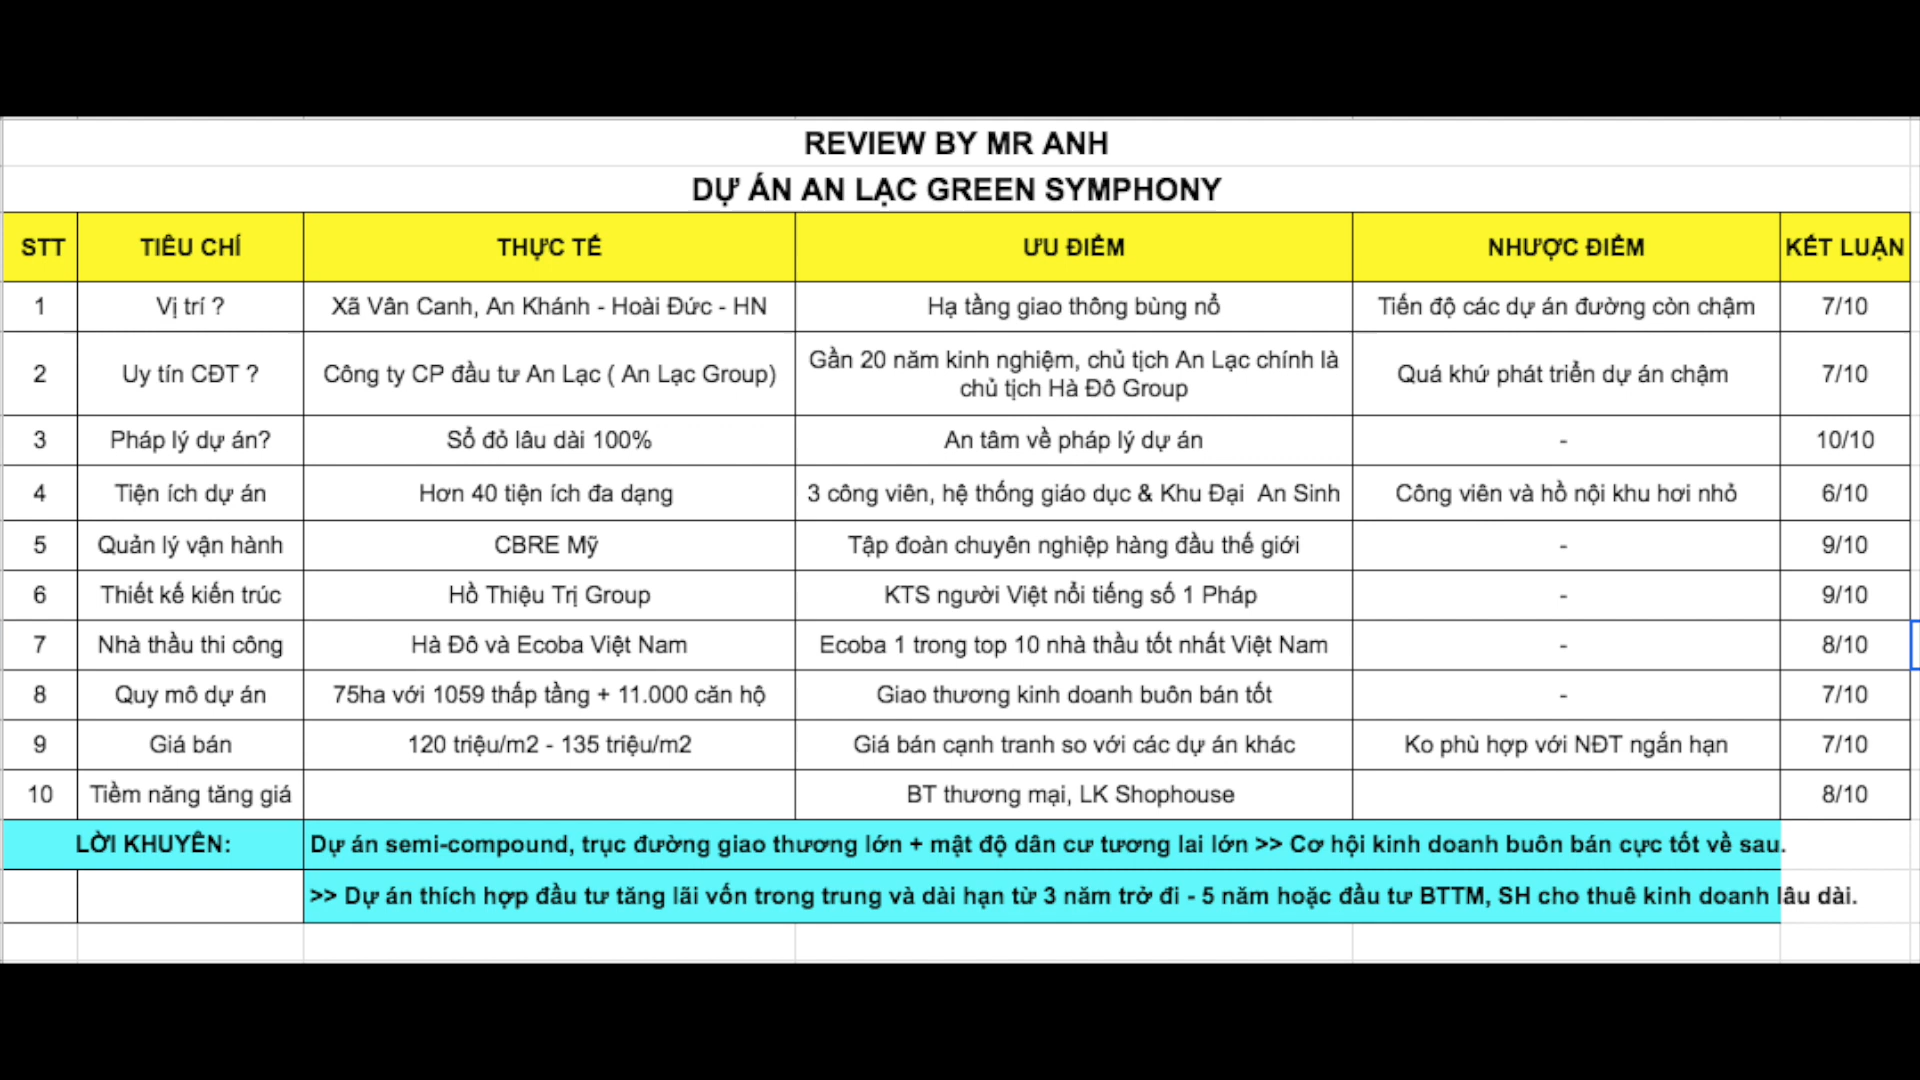 REVIEW BY MR ANH
DỰ ÁN AN LẠC GREEN SYMPHONY
STT TIÊU CHÍ THỰC TẾ ƯU ĐIỂM NHƯỢC ĐIỂM KẾT LUẬN
1 Vị trí ? Xã Vân Canh, An Khánh - Hoài Đức - HN Hạ tầng giao thông bùng nổ Tiến độ các dự án đường còn chậm 7/10
2 Uy tín CĐT ? Công ty CP đầu tư An Lạc ( An Lạc Group) Gần 20 năm kinh nghiệm, chủ tịch An Lạc chính là
chủ tịch Hà Đô Group Quá khứ phát triển dự án chậm 7/10
3 Pháp lý dự án? Sổ đỏ lâu dài 100% An tâm về pháp lý dự án - 10/10
4 Tiện ích dự án Hơn 40 tiện ích đa dạng 3 công viên, hệ thống giáo dục & Khu Đại An Sinh Công viên và hồ nội khu hơi nhỏ 6/10
5 Quản lý vận hành CBRE Mỹ Tập đoàn chuyên nghiệp hàng đầu thế giới - 9/10
6 Thiết kế kiến trúc Hồ Thiệu Trị Group KTS người Việt nổi tiếng số 1 Pháp - 9/10
7 Nhà thầu thi công Hà Đô và Ecoba Việt Nam Ecoba 1 trong top 10 nhà thầu tốt nhất Việt Nam - 8/10
8 Quy mô dự án 75ha với 1059 thấp tầng + 11.000 căn hộ Giao thương kinh doanh buôn bán tốt - 7/10
9 Giá bán 120 triệu/m2 - 135 triệu/m2 Giá bán cạnh tranh so với các dự án khác Ko phù hợp với NĐT ngắn hạn 7/10
10 Tiềm năng tăng giá BT thương mại, LK Shophouse 8/10
LỜI KHUYÊN: Dự án semi-compound, trục đường giao thương lớn + mật độ dân cư tương lai lớn >> Cơ hội kinh doanh buôn bán cực tốt về sau.
>> Dự án thích hợp đầu tư tăng lãi vốn trong trung và dài hạn từ 3 năm trở đi - 5 năm hoặc đầu tư BTTM, SH cho thuê kinh doanh lâu dài.